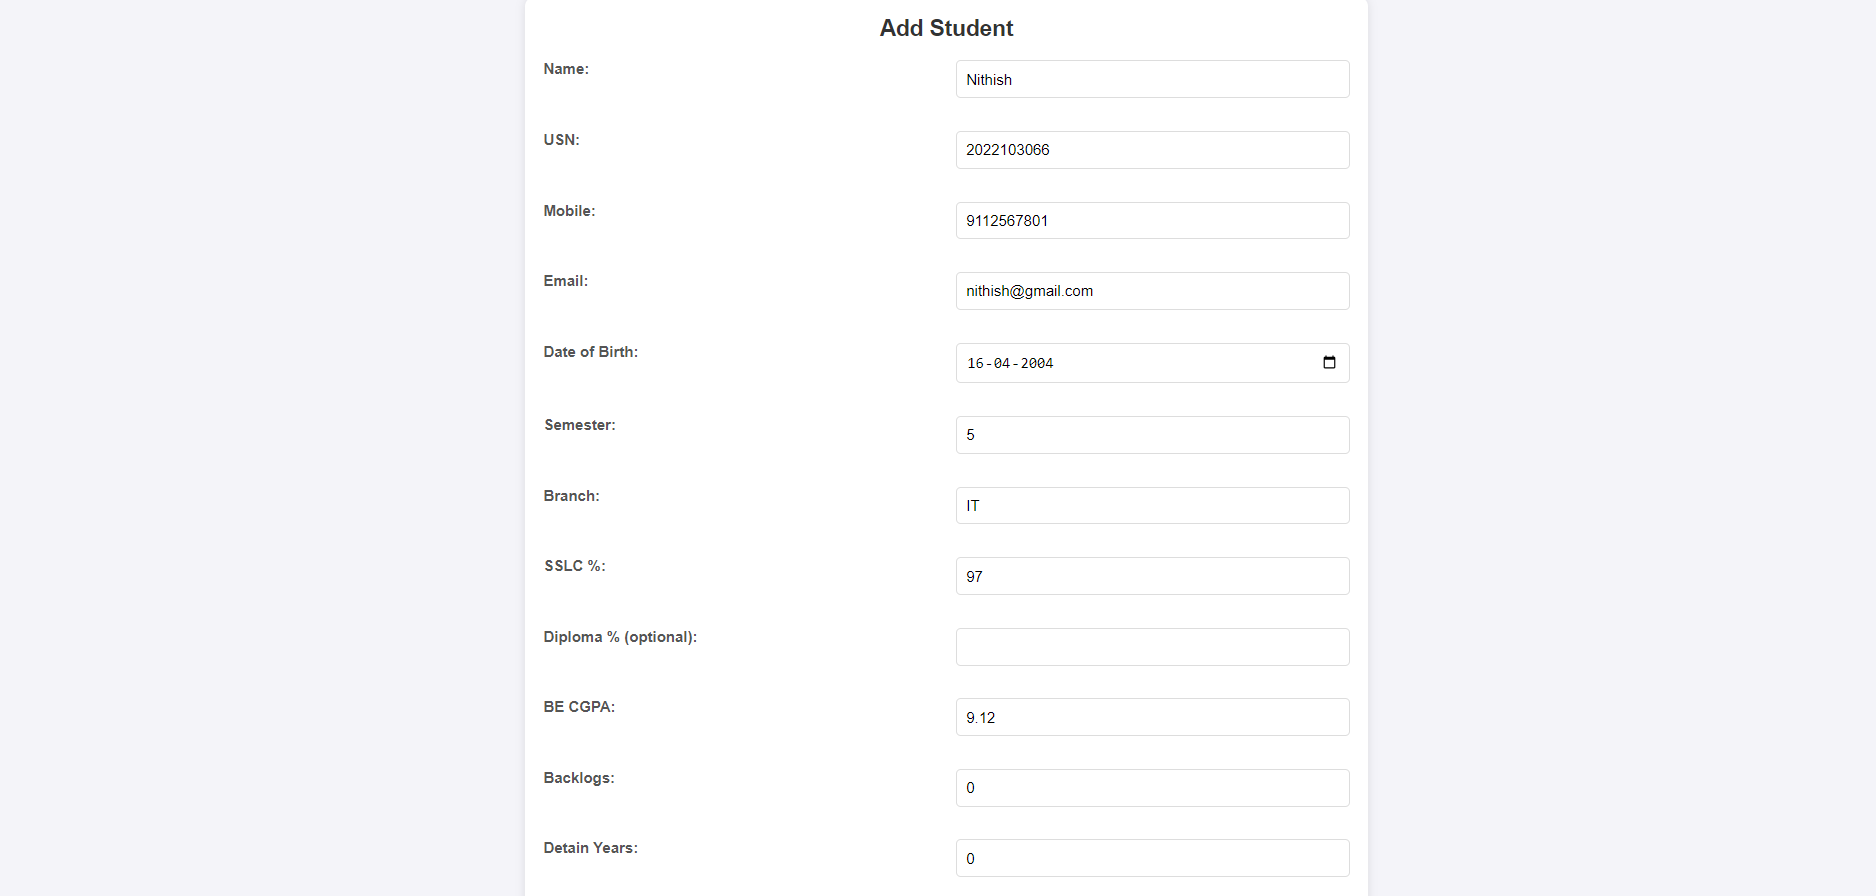 Add Student
Name: Nithish
USN: 2022103066
Mobile: 9112567801
Email: nithish@gmail.com
Date of Birth: 16-04-2004
Semester: 5
Branch: IT
SSLC %: 97
Diploma % (optional):
BE CGPA: 9.12
Backlogs: 0
Detain Years: 0